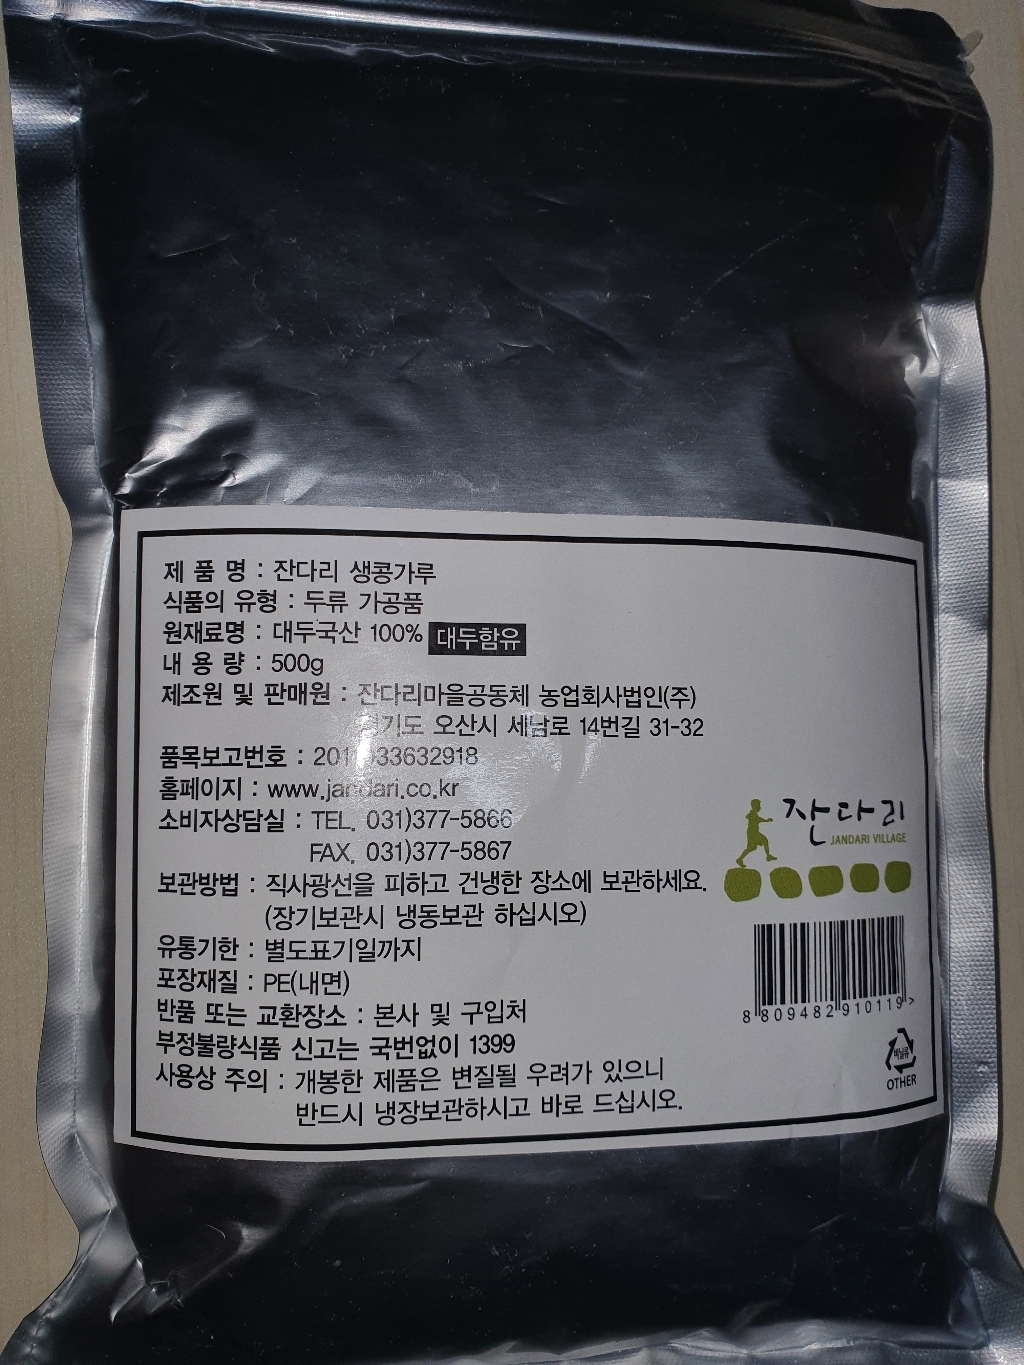 제 품 명 : 잔다리 생콩가루
식품의 유형 : 두류 가공품
원재료명 : 대두국산 100% 대두함유
내 용 량 : 500g
제조원 및 판매원 : 잔다리마을공동체 농업회사법인(주)
경기도 오산시 세남로 14번길 31-32
품목보고번호 :
홈페이지 : www.jandari.co.kr
소비자상담실 : TEL. 031)377-5866
FAX. 031)377-5867
보관방법 : 직사광선을 피하고 건냉한 장소에 보관하세요.
(장기보관시 냉동보관 하십시오)
유통기한 : 별도표기일까지
포장재질 : PE(내면)
반품 또는 교환장소 : 본사 및 구입처
부정불량식품 신고는 국번없이 1399
사용상 주의 : 개봉한 제품은 변질될 우려가 있으니
반드시 냉장보관하시고 바로 드십시오.
잔다리
JANDARI VILLAGE
8 809482 910119 >
비닐류
OTHER